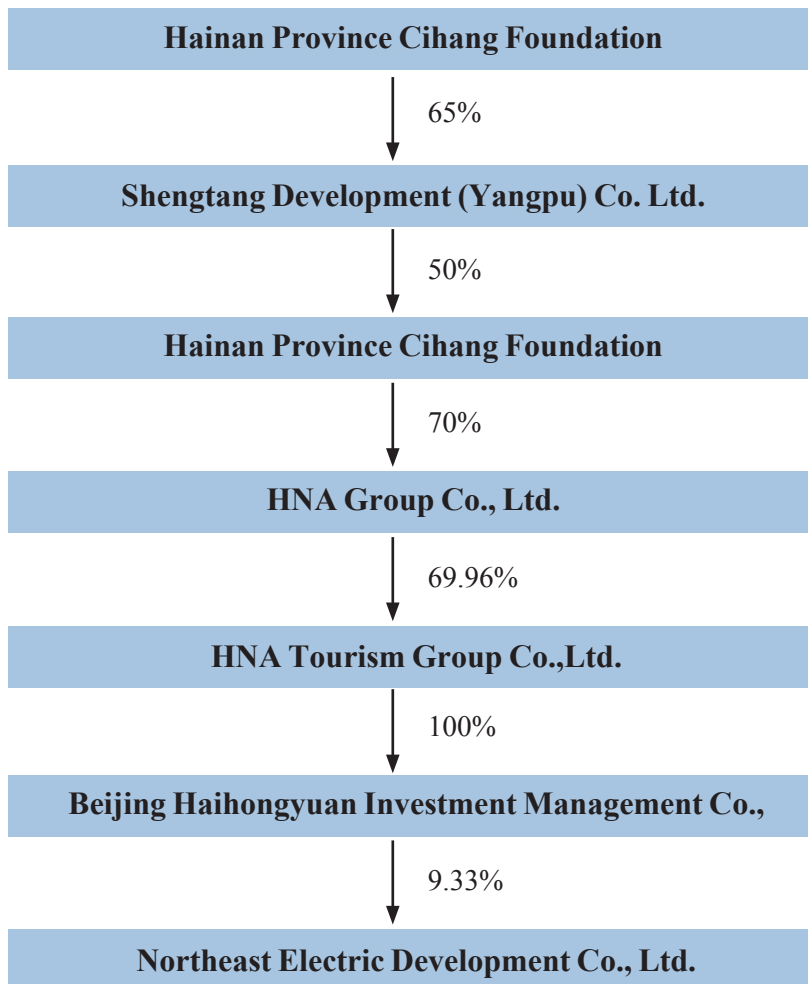 Hainan Province Cihang Foundation
65%
Shengtang Development (Yangpu) Co. Ltd.
50%
Hainan Province Cihang Foundation
70%
HNA Group Co., Ltd.
69.96%
HNA Tourism Group Co.,Ltd.
100%
Beijing Haihongyuan Investment Management Co.,
9.33%
Northeast Electric Development Co., Ltd.